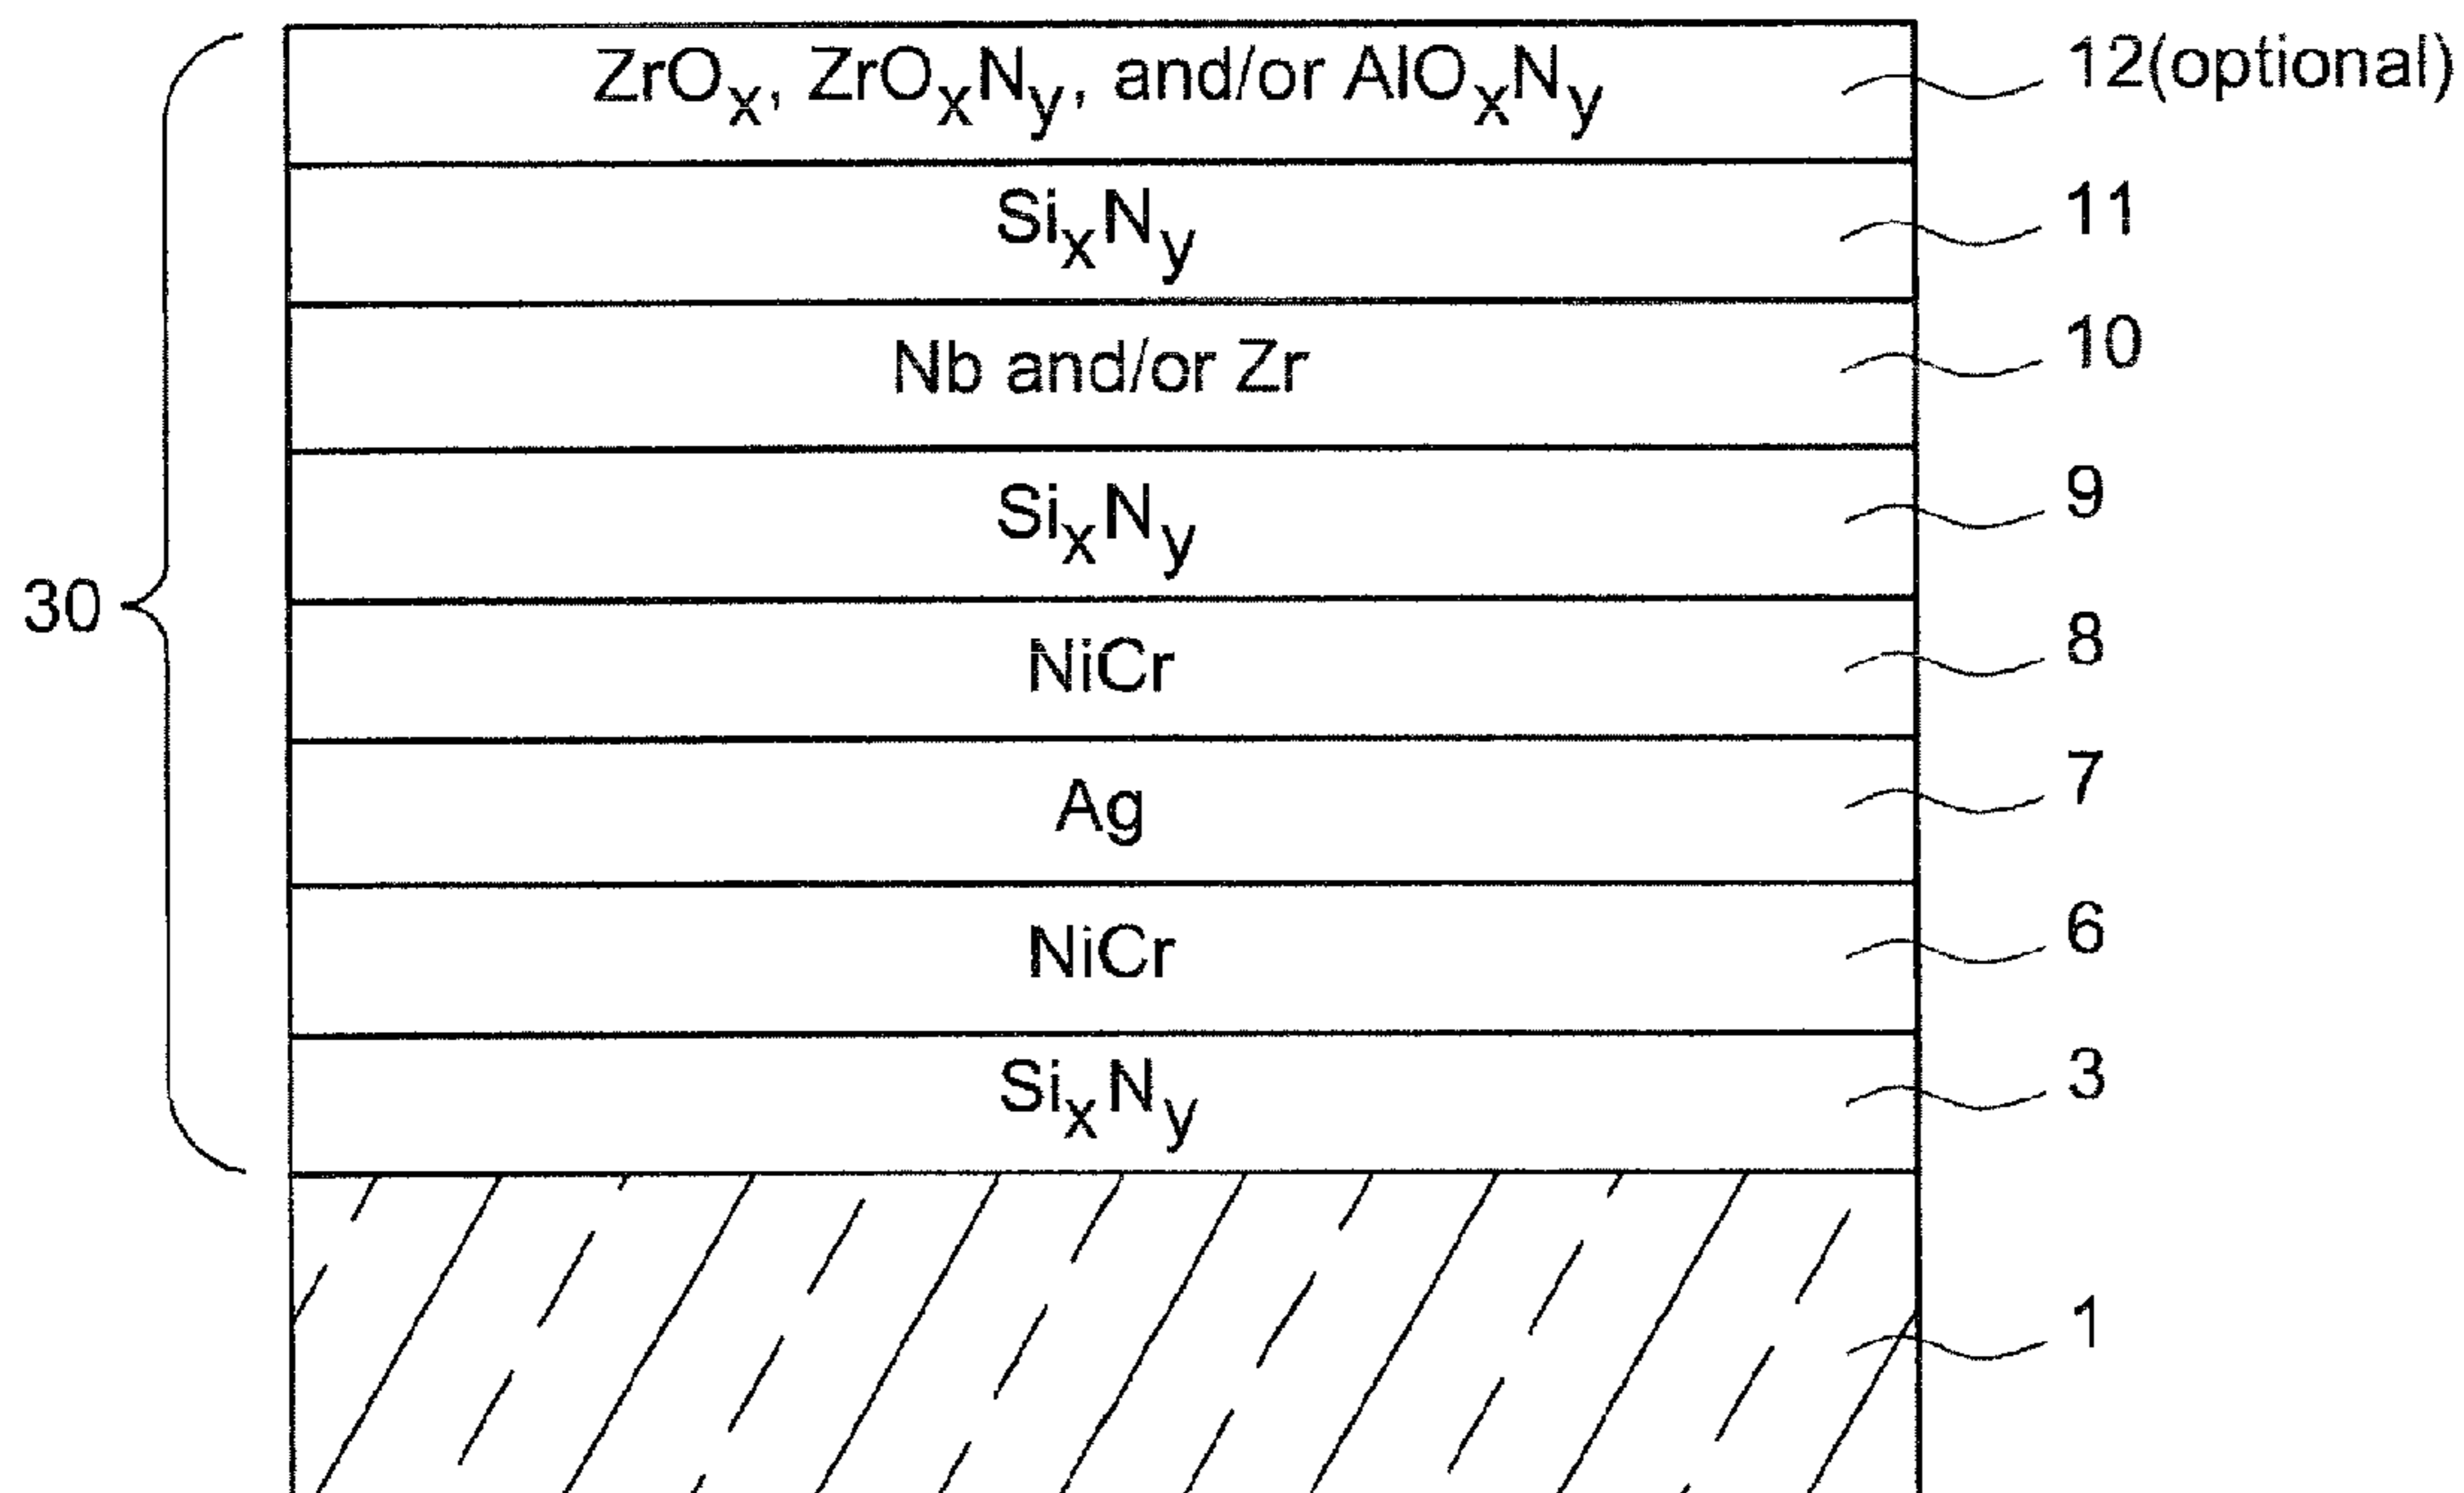 ZrOx, ZrOxNy, and/or AlOxNy 12(optional)
SixNy 11
Nb and/or Zr 10
SixNy 9
30
NiCr 8
Ag 7
NiCr 6
SixNy 3
1